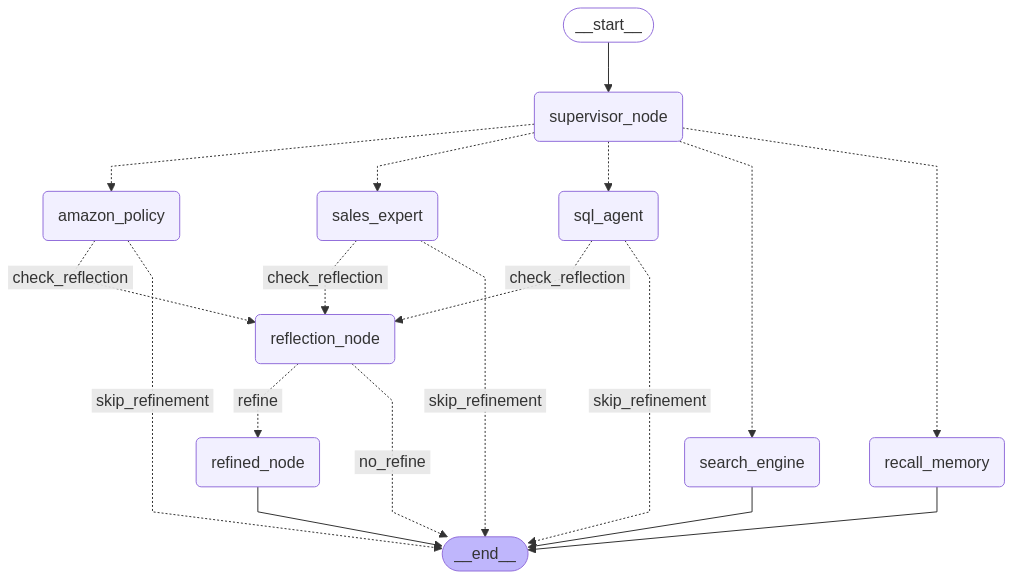 __start__
supervisor_node
amazon_policy
sales_expert
sql_agent
check_reflection
check_reflection
check_reflection
reflection_node
skip_refinement
refine
skip_refinement
skip_refinement
refined_node
no_refine
search_engine
recall_memory
__end__